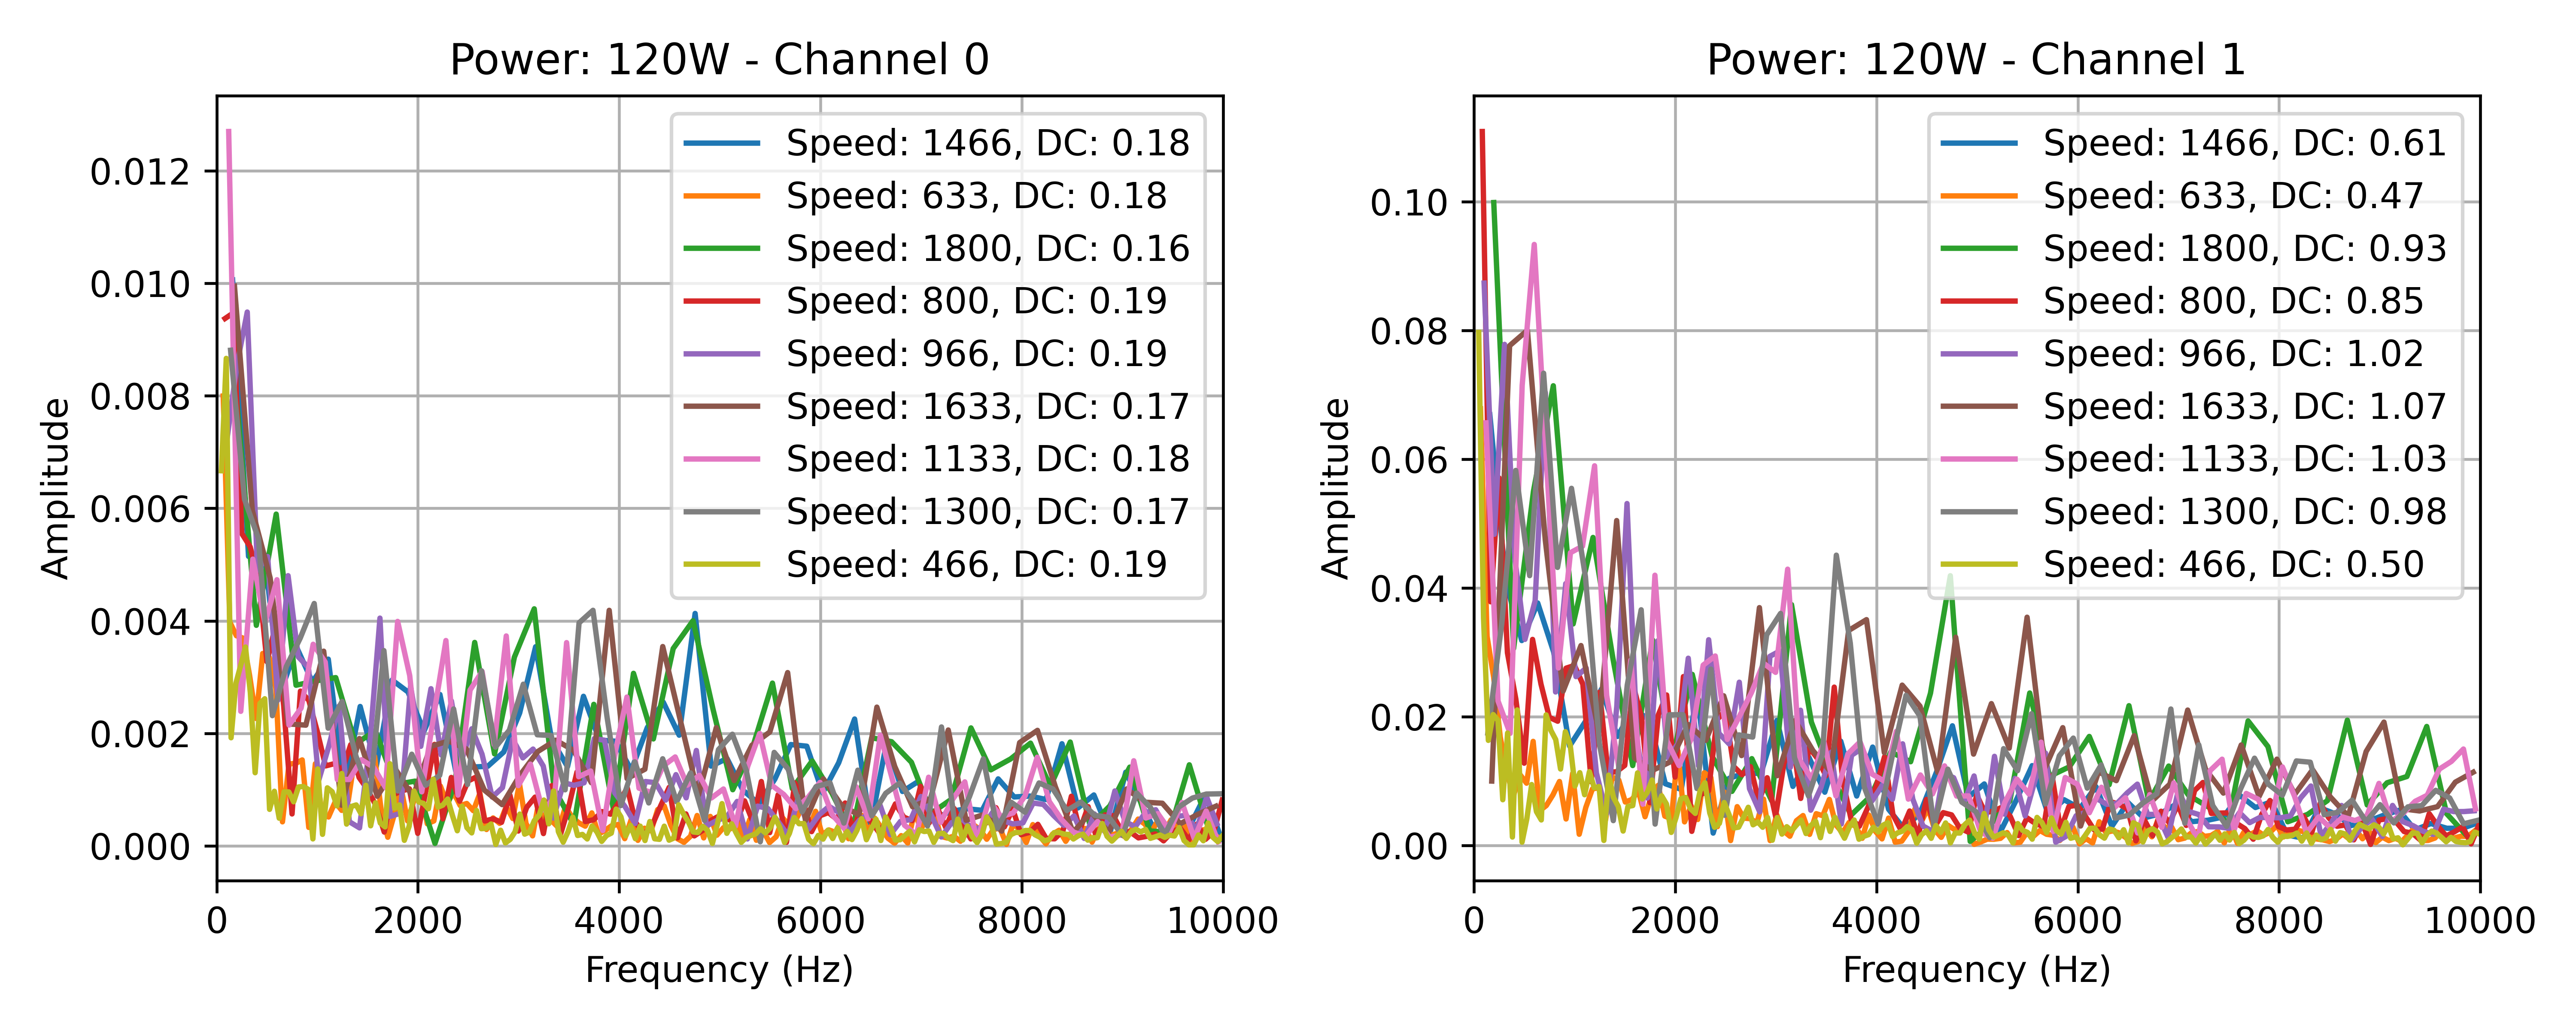 Power: 120W - Channel 0
Amplitude
0.012
0.010
0.008
0.006
0.004
0.002
0.000
Speed: 1466, DC: 0.18
Speed: 633, DC: 0.18
Speed: 1800, DC: 0.16
Speed: 800, DC: 0.19
Speed: 966, DC: 0.19
Speed: 1633, DC: 0.17
Speed: 1133, DC: 0.18
Speed: 1300, DC: 0.17
Speed: 466, DC: 0.19
0 2000 4000 6000 8000 10000
Frequency (Hz)
Power: 120W - Channel 1
Amplitude
0.10
0.08
0.06
0.04
0.02
0.00
Speed: 1466, DC: 0.61
Speed: 633, DC: 0.47
Speed: 1800, DC: 0.93
Speed: 800, DC: 0.85
Speed: 966, DC: 1.02
Speed: 1633, DC: 1.07
Speed: 1133, DC: 1.03
Speed: 1300, DC: 0.98
Speed: 466, DC: 0.50
0 2000 4000 6000 8000 10000
Frequency (Hz)